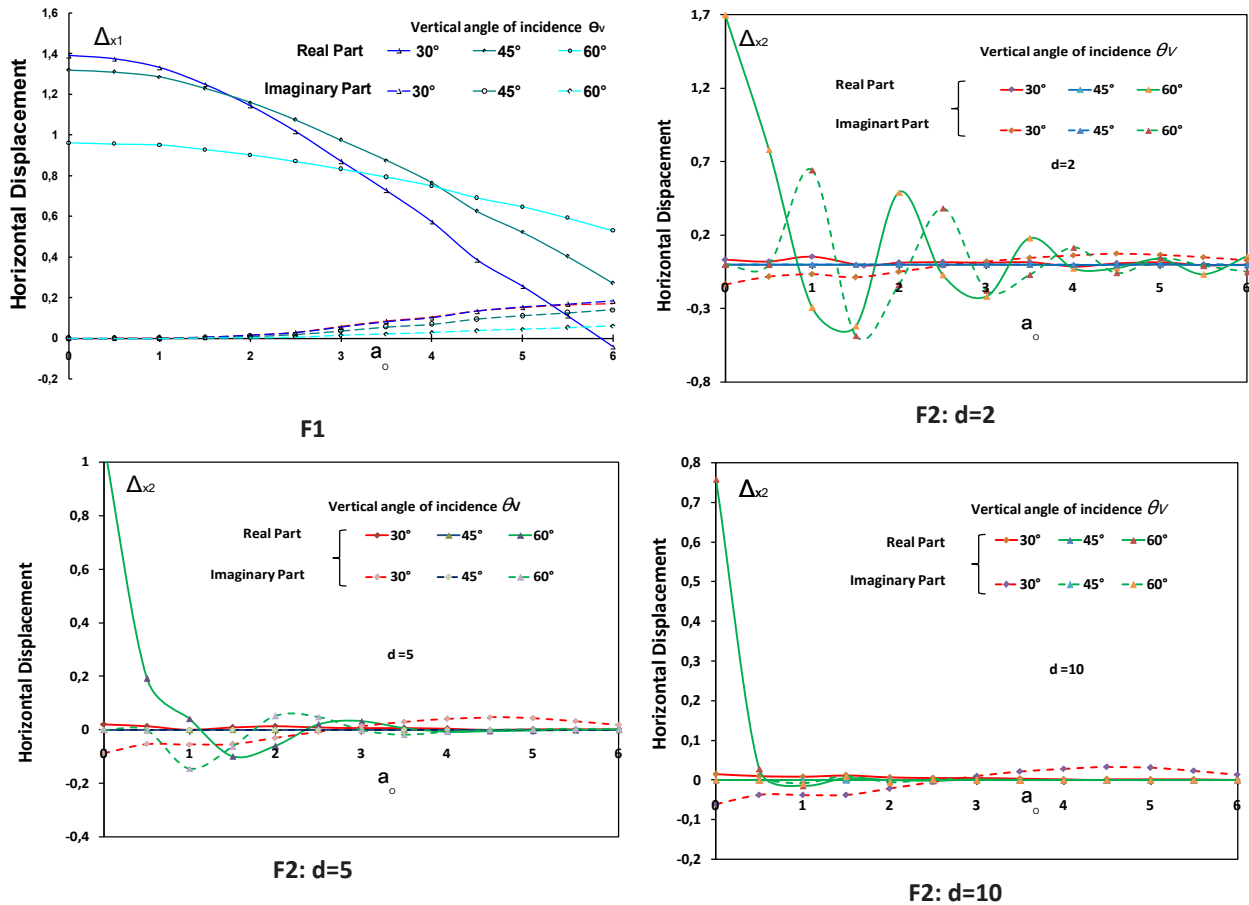 Δx1
Vertical angle of incidence θv
Real Part 30° 45° 60°
Imaginary Part 30° 45° 60°
Horizontal Displacement
1,6
1,4
1,2
1
0,8
0,6
0,4
0,2
0
-0,2
0 1 2 3 4 5 6
ao
F1
Δx2
Vertical angle of incidence θV
Real Part 30° 45° 60°
Imaginart Part 30° 45° 60°
d=2
Horizontal Dispacement
1,7
1,2
0,7
0,2
-0,3
-0,8
0 1 2 3 4 5 6
ao
F2: d=2
Δx2
Vertical angle of incidence θV
Real Part 30° 45° 60°
Imaginary Part 30° 45° 60°
d =5
Horizontal Displacement
1
0,8
0,6
0,4
0,2
0
-0,2
-0,4
0 1 2 3 4 5 6
ao
F2: d=5
Δx2
Vertical angle of incidence θV
Real Part 30° 45° 60°
Imaginary Part 30° 45° 60°
d =10
Horizontal Displacement
0,8
0,7
0,6
0,5
0,4
0,3
0,2
0,1
0
-0,1
-0,2
0 1 2 3 4 5 6
ao
F2: d=10